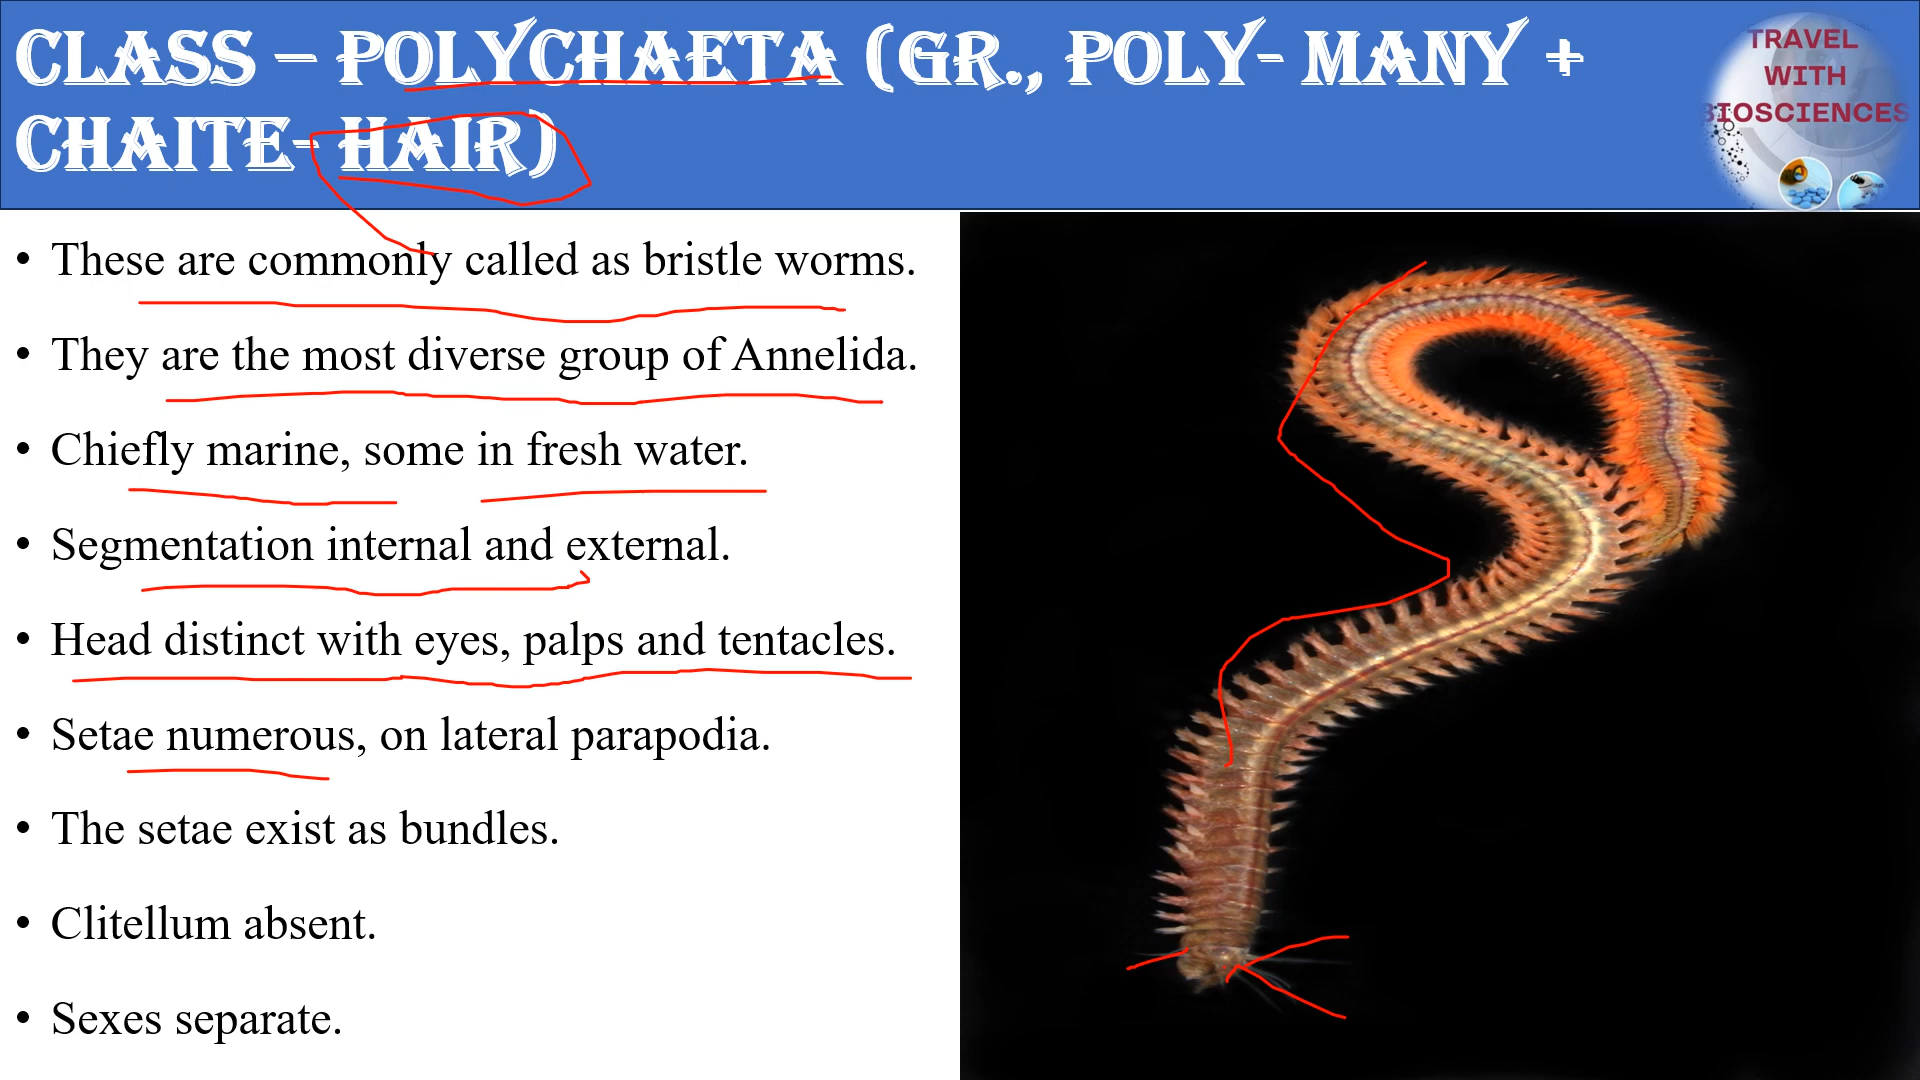 CLASS – POLYCHAETA (GR., POLY- MANY +
CHAITE- HAIR)
TRAVEL
WITH
BIOSCIENCES
• These are commonly called as bristle worms.
• They are the most diverse group of Annelida.
• Chiefly marine, some in fresh water.
• Segmentation internal and external.
• Head distinct with eyes, palps and tentacles.
• Setae numerous, on lateral parapodia.
• The setae exist as bundles.
• Clitellum absent.
• Sexes separate.